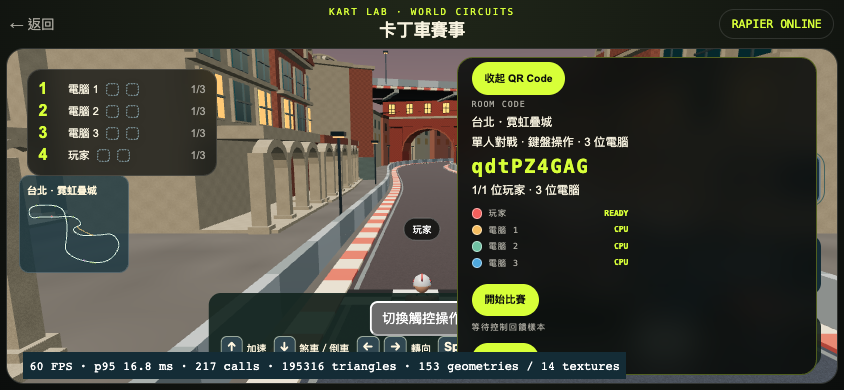 ← 返回
KART LAB · WORLD CIRCUITS
卡丁車賽事
RAPIER ONLINE
1 電腦 1 1/3
2 電腦 2 1/3
3 電腦 3 1/3
4 玩家 1/3
台北 · 霓虹疊城
玩家
收起 QR Code
ROOM CODE
台北 · 霓虹疊城
單人對戰 · 鍵盤操作 · 3 位電腦
qdtPZ4GAG
1/1 位玩家 · 3 位電腦
玩家 READY
電腦 1 CPU
電腦 2 CPU
電腦 3 CPU
開始比賽
等待控制回饋樣本
切換觸控操作
↑ 加速 ↓ 煞車 / 倒車 ← → 轉向 Sp
60 FPS · p95 16.8 ms · 217 calls · 195316 triangles · 153 geometries / 14 textures